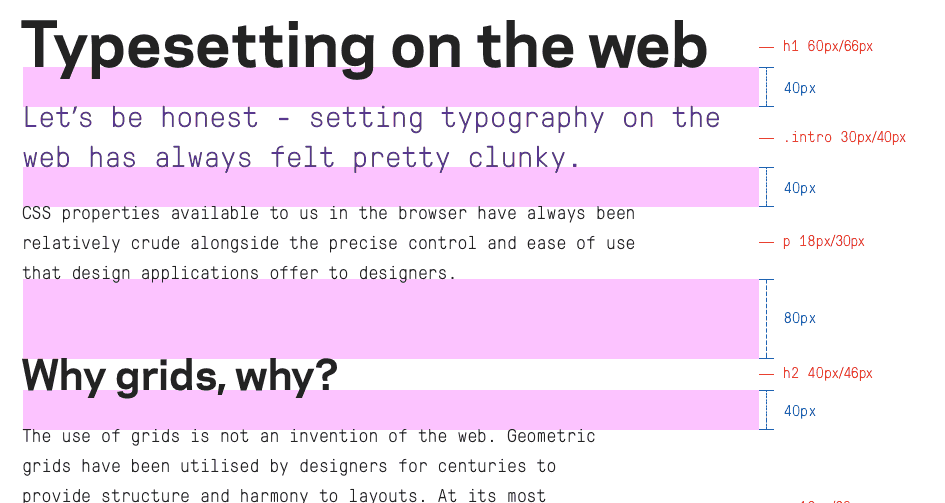 Typesetting on the web
h1 60px/66px
40px
Let’s be honest - setting typography on the
web has always felt pretty clunky.
.intro 30px/40px
40px
CSS properties available to us in the browser have always been
relatively crude alongside the precise control and ease of use
that design applications offer to designers.
p 18px/30px
80px
Why grids, why?
h2 40px/46px
40px
The use of grids is not an invention of the web. Geometric
grids have been utilised by designers for centuries to
provide structure and harmony to layouts. At its most